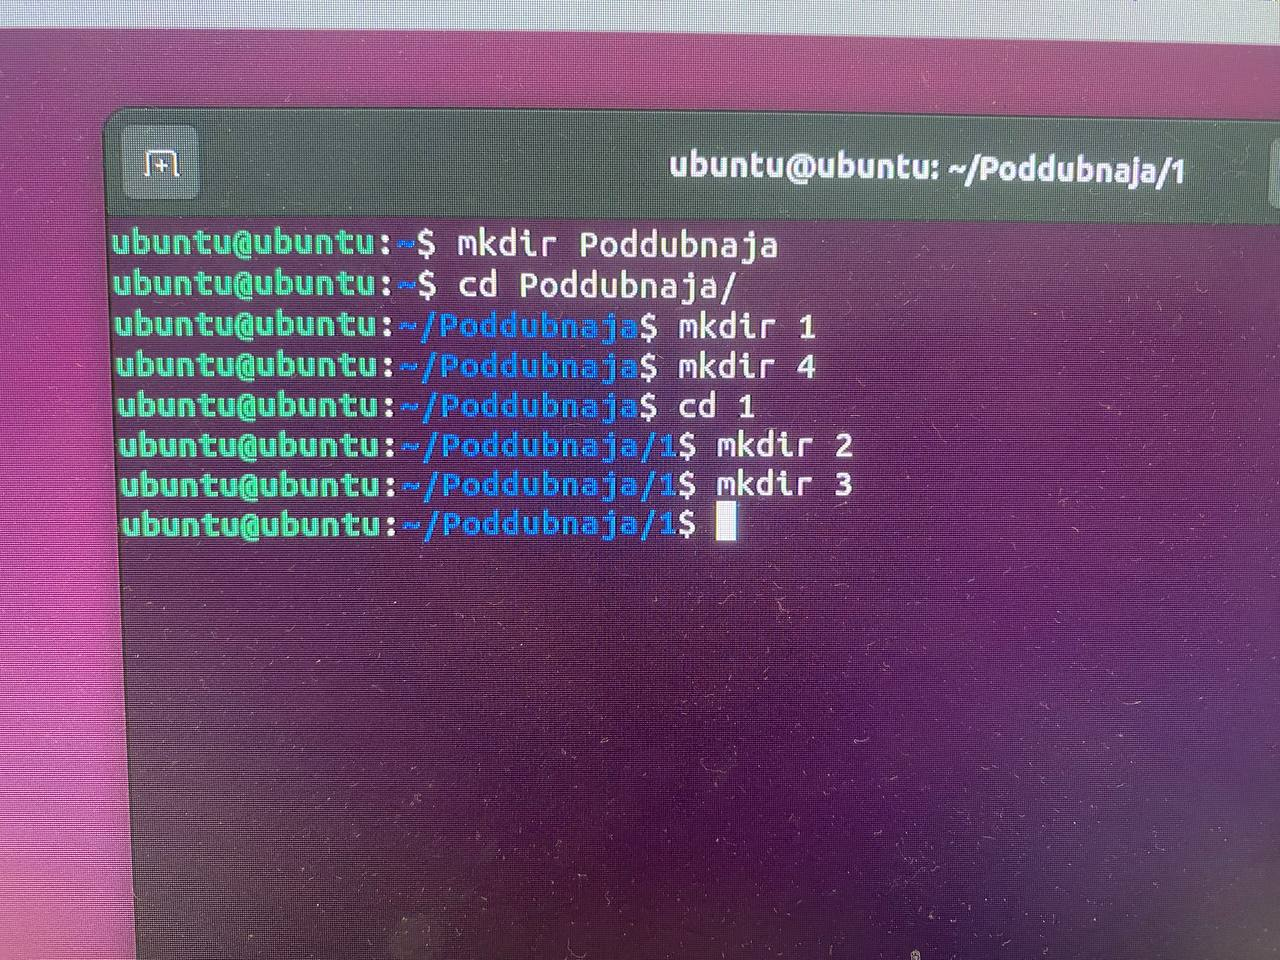 ubuntu@ubuntu: ~/Poddubnaja/1
ubuntu@ubuntu:~$ mkdir Poddubnaja
ubuntu@ubuntu:~$ cd Poddubnaja/
ubuntu@ubuntu:~/Poddubnaja$ mkdir 1
ubuntu@ubuntu:~/Poddubnaja$ mkdir 4
ubuntu@ubuntu:~/Poddubnaja$ cd 1
ubuntu@ubuntu:~/Poddubnaja/1$ mkdir 2
ubuntu@ubuntu:~/Poddubnaja/1$ mkdir 3
ubuntu@ubuntu:~/Poddubnaja/1$